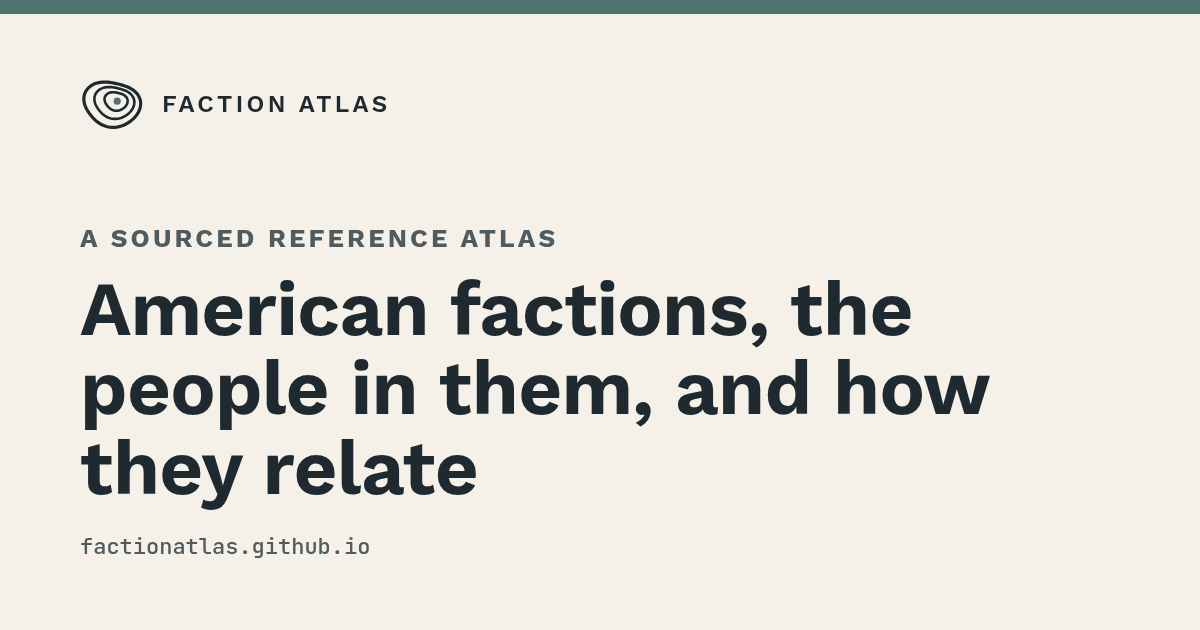 FACTION ATLAS
A SOURCED REFERENCE ATLAS
American factions, the
people in them, and how
they relate
factionatlas.github.io